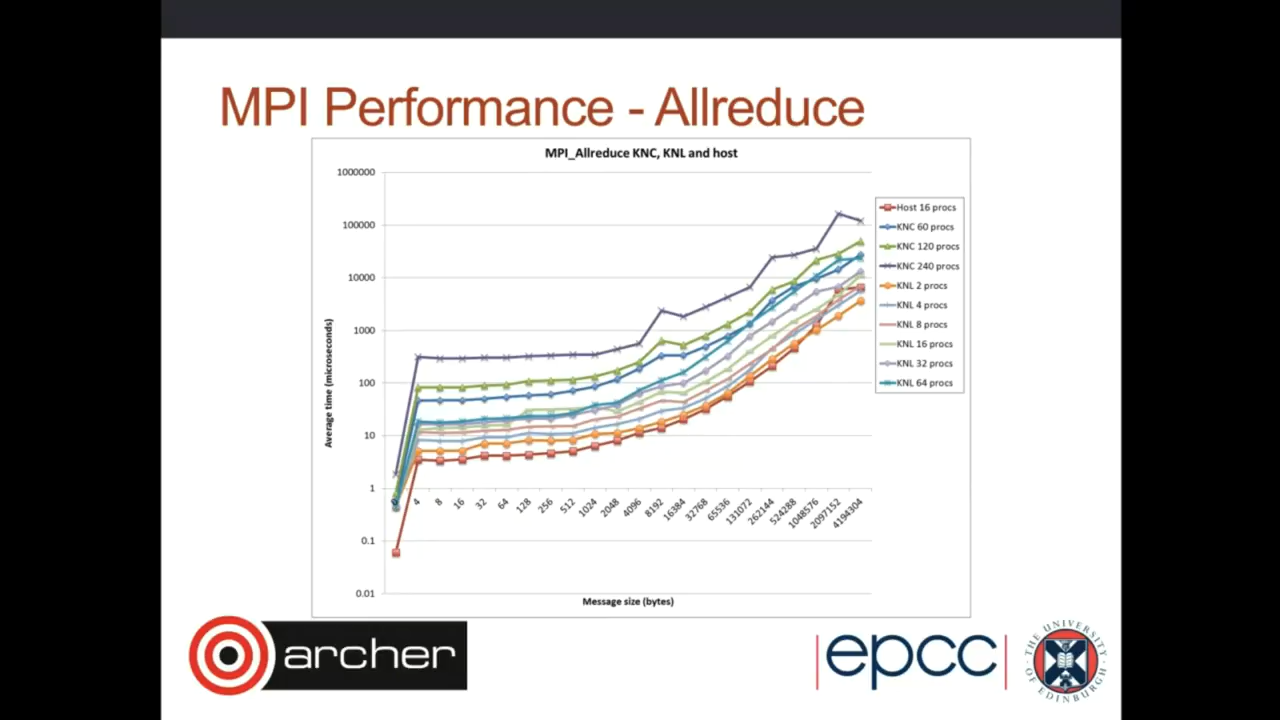 MPI Performance - Allreduce
MPI_Allreduce KNC, KNL and host
1000000
100000
10000
1000
100
10
1
0.1
0.01
Average time (microseconds)
4
8
16
32
64
128
256
512
1024
2048
4096
8192
16384
32768
65536
131072
262144
524288
1048576
2097152
4194304
Message size (bytes)
Host 16 procs
KNC 60 procs
KNC 120 procs
KNC 240 procs
KNL 2 procs
KNL 4 procs
KNL 8 procs
KNL 16 procs
KNL 32 procs
KNL 64 procs
archer
epcc
THE UNIVERSITY
OF EDINBURGH